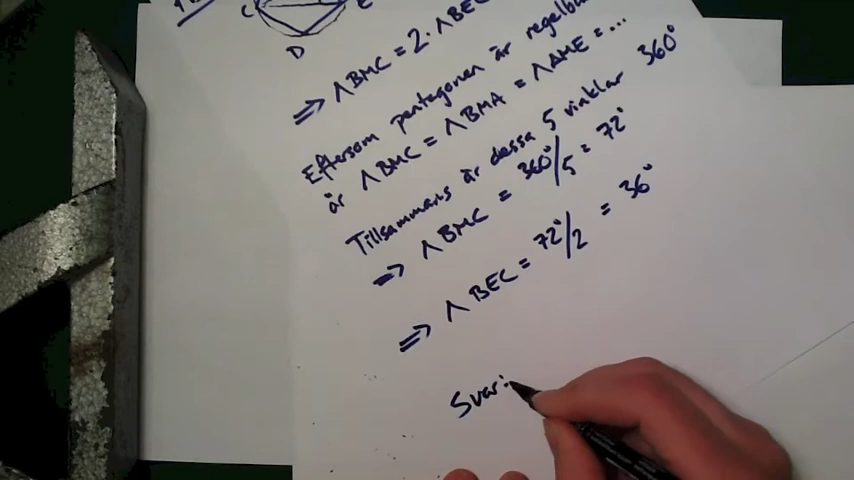 C
E
D
=> ∧BMC = 2·∧BEC
Eftersom pentagonen är
är ∧BMC = ∧BMA = ∧AME = ...
Tillsammans är dessa 5 vinklar 360°
=> ∧BMC = 360°/5 = 72°
=> ∧BEC = 72°/2 = 36°
Svar: